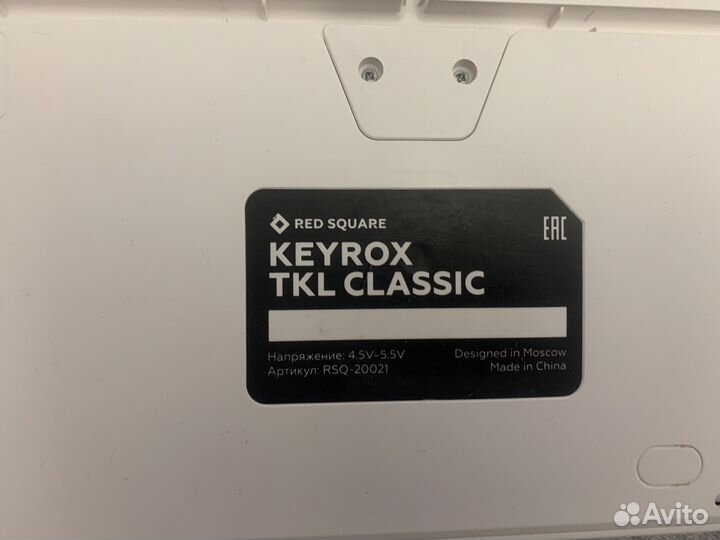 RED SQUARE
EAC
KEYROX
TKL CLASSIC
Напряжение: 4.5V–5.5V
Артикул: RSQ-20021
Designed in Moscow
Made in China
Avito